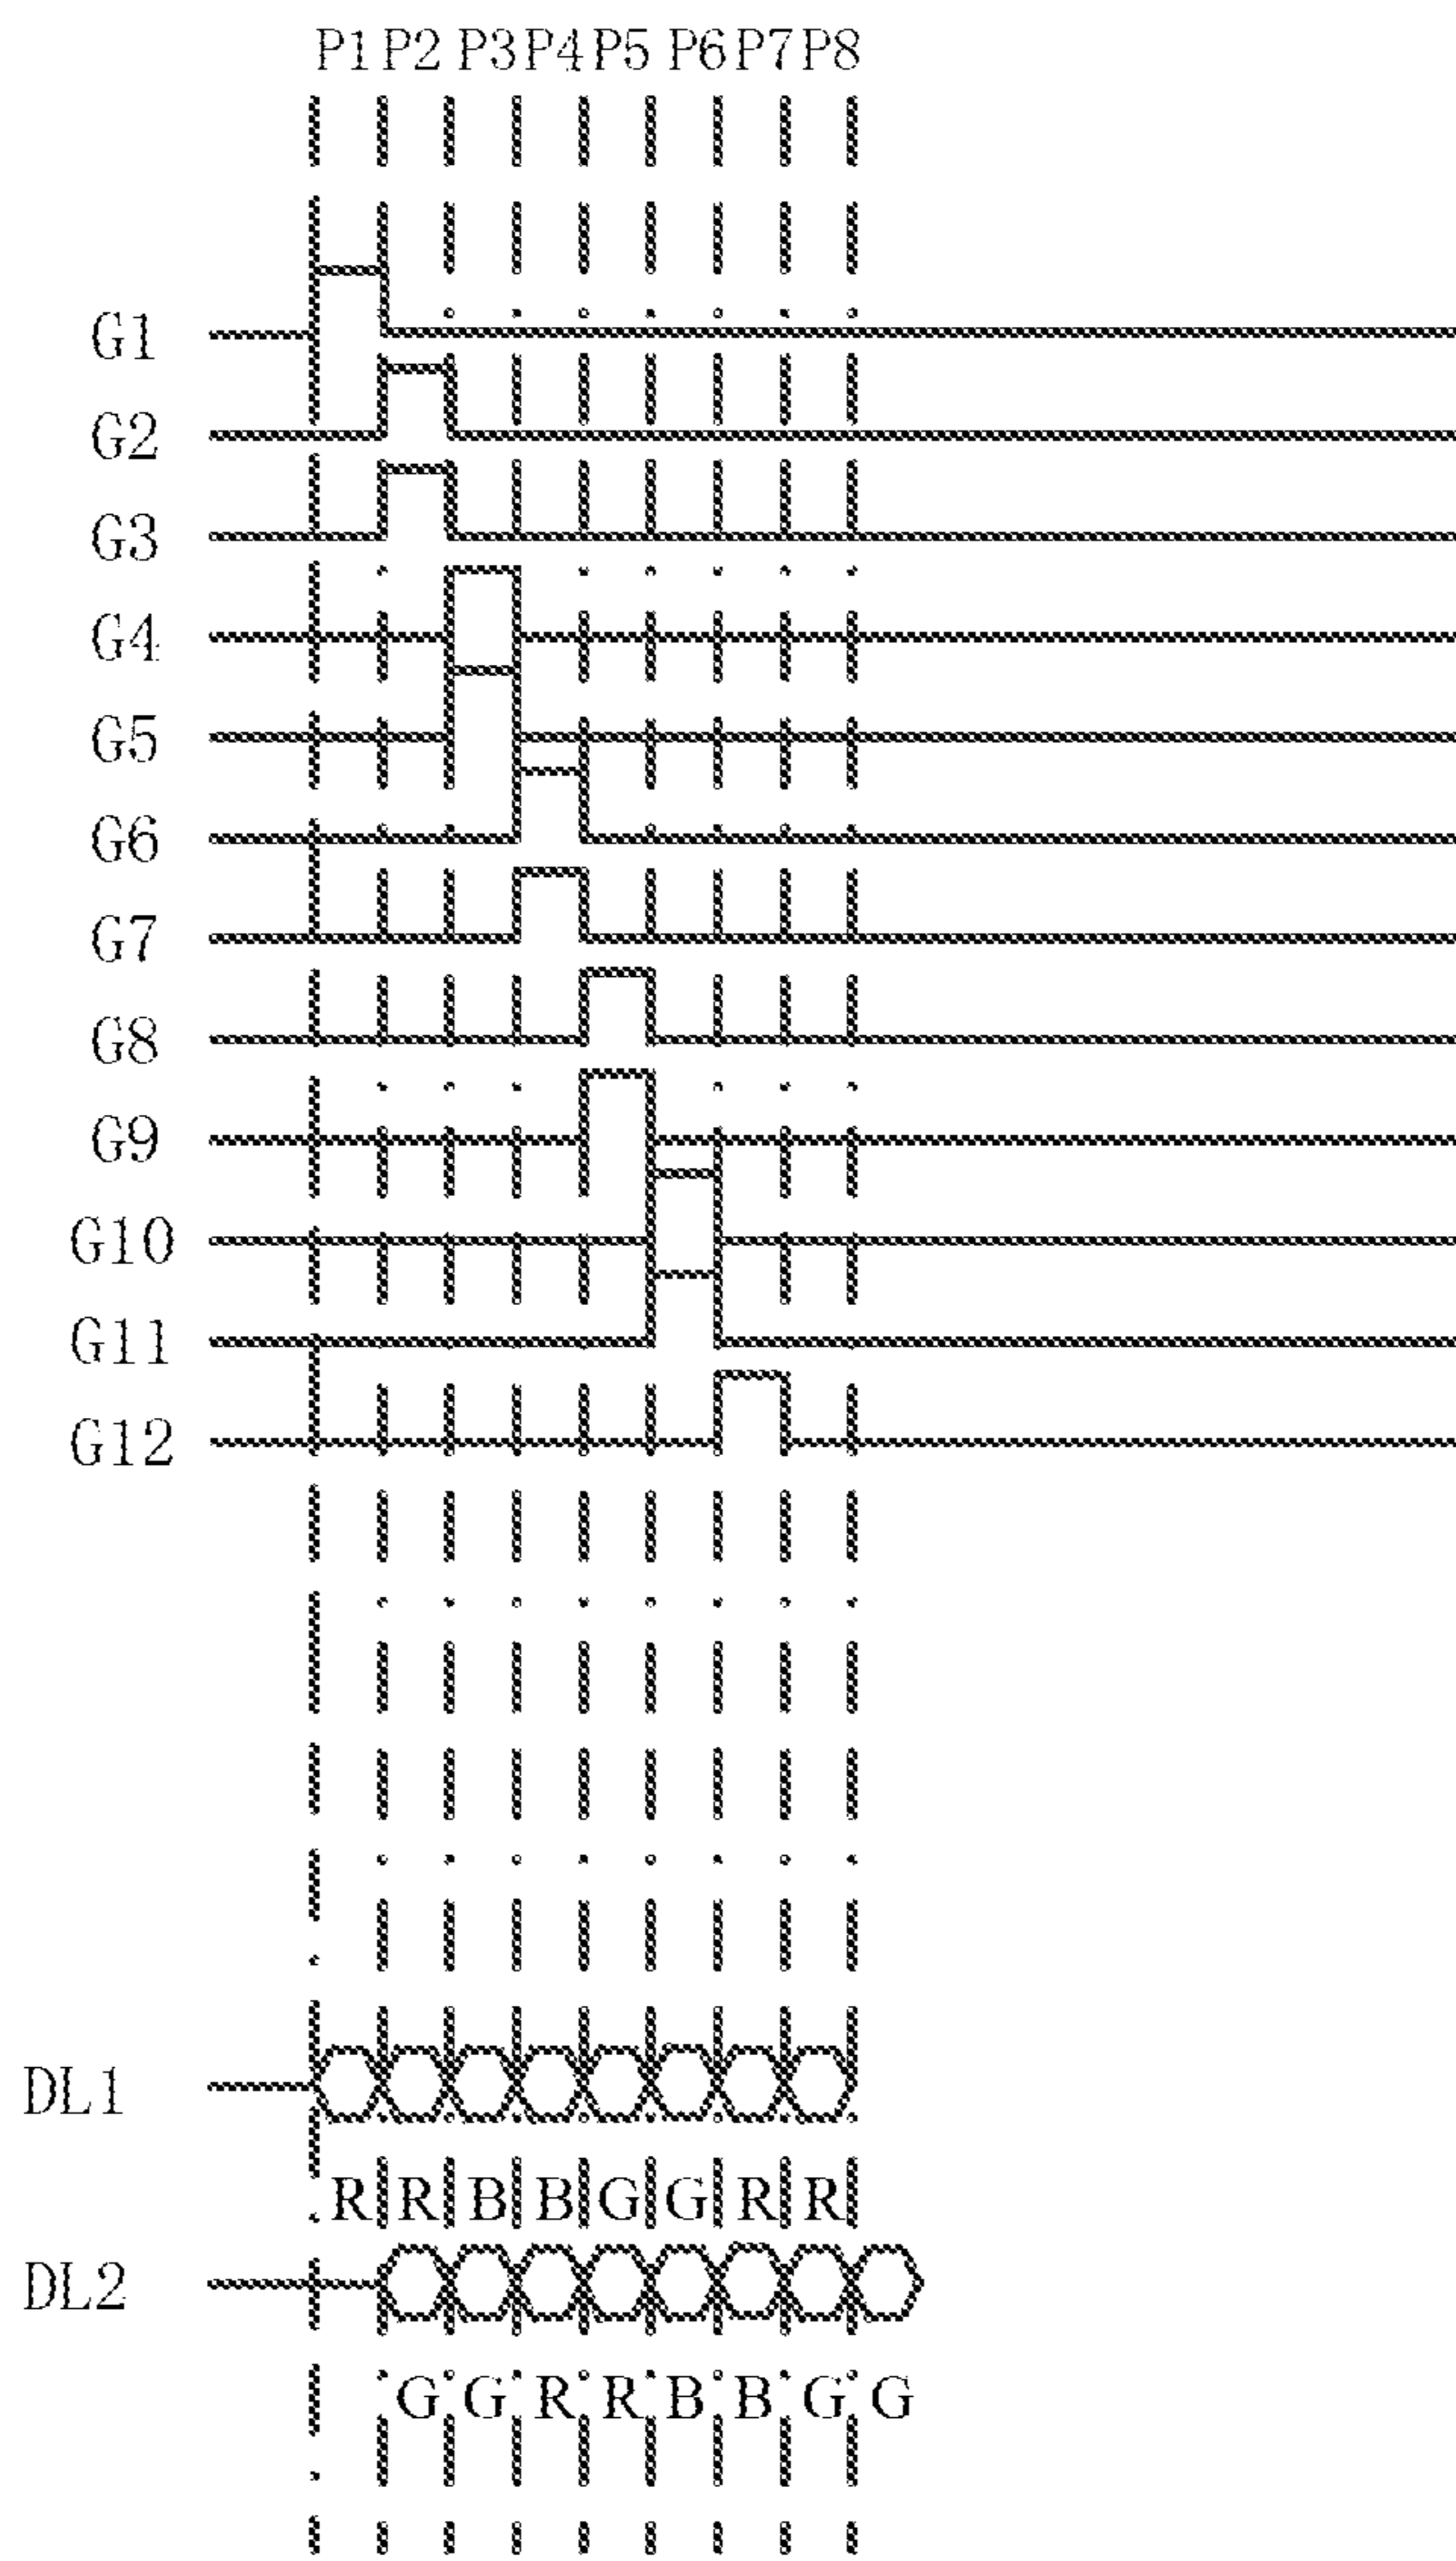 P1 P2 P3 P4 P5 P6 P7 P8
G1
G2
G3
G4
G5
G6
G7
G8
G9
G10
G11
G12
DL1
R R B B G G R R
DL2
G G R R B B G G